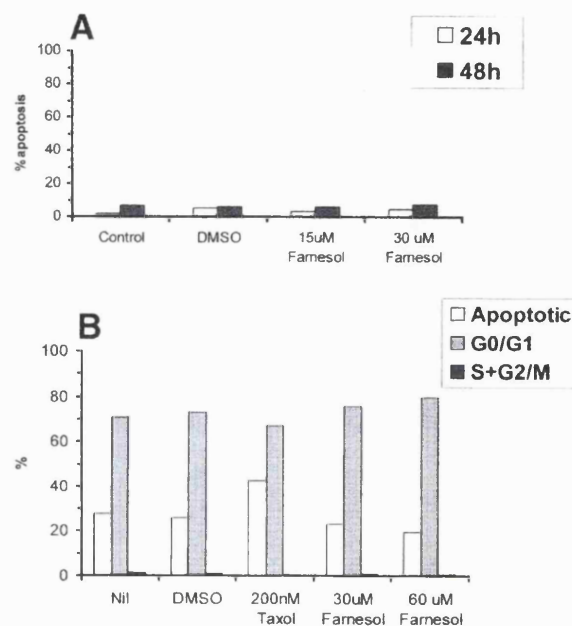 A
24h
48h
% apoptosis
100
80
60
40
20
0
Control DMSO 15uM Farnesol 30 uM Farnesol
B
Apoptotic
G0/G1
S+G2/M
%
100
80
60
40
20
0
Nil DMSO 200nM Taxol 30uM Farnesol 60 uM Farnesol